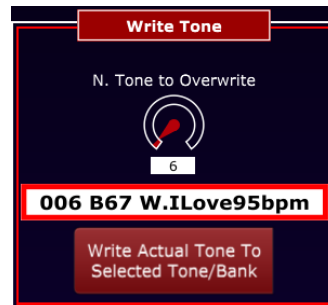 Write Tone
N. Tone to Overwrite
6
006 B67 W.ILove95bpm
Write Actual Tone To
Selected Tone/Bank